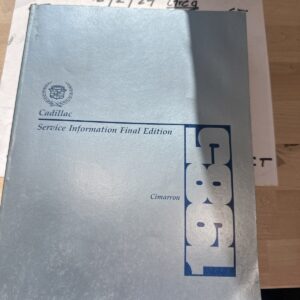 Cadillac
Service Information Final Edition
Cimarron
1985